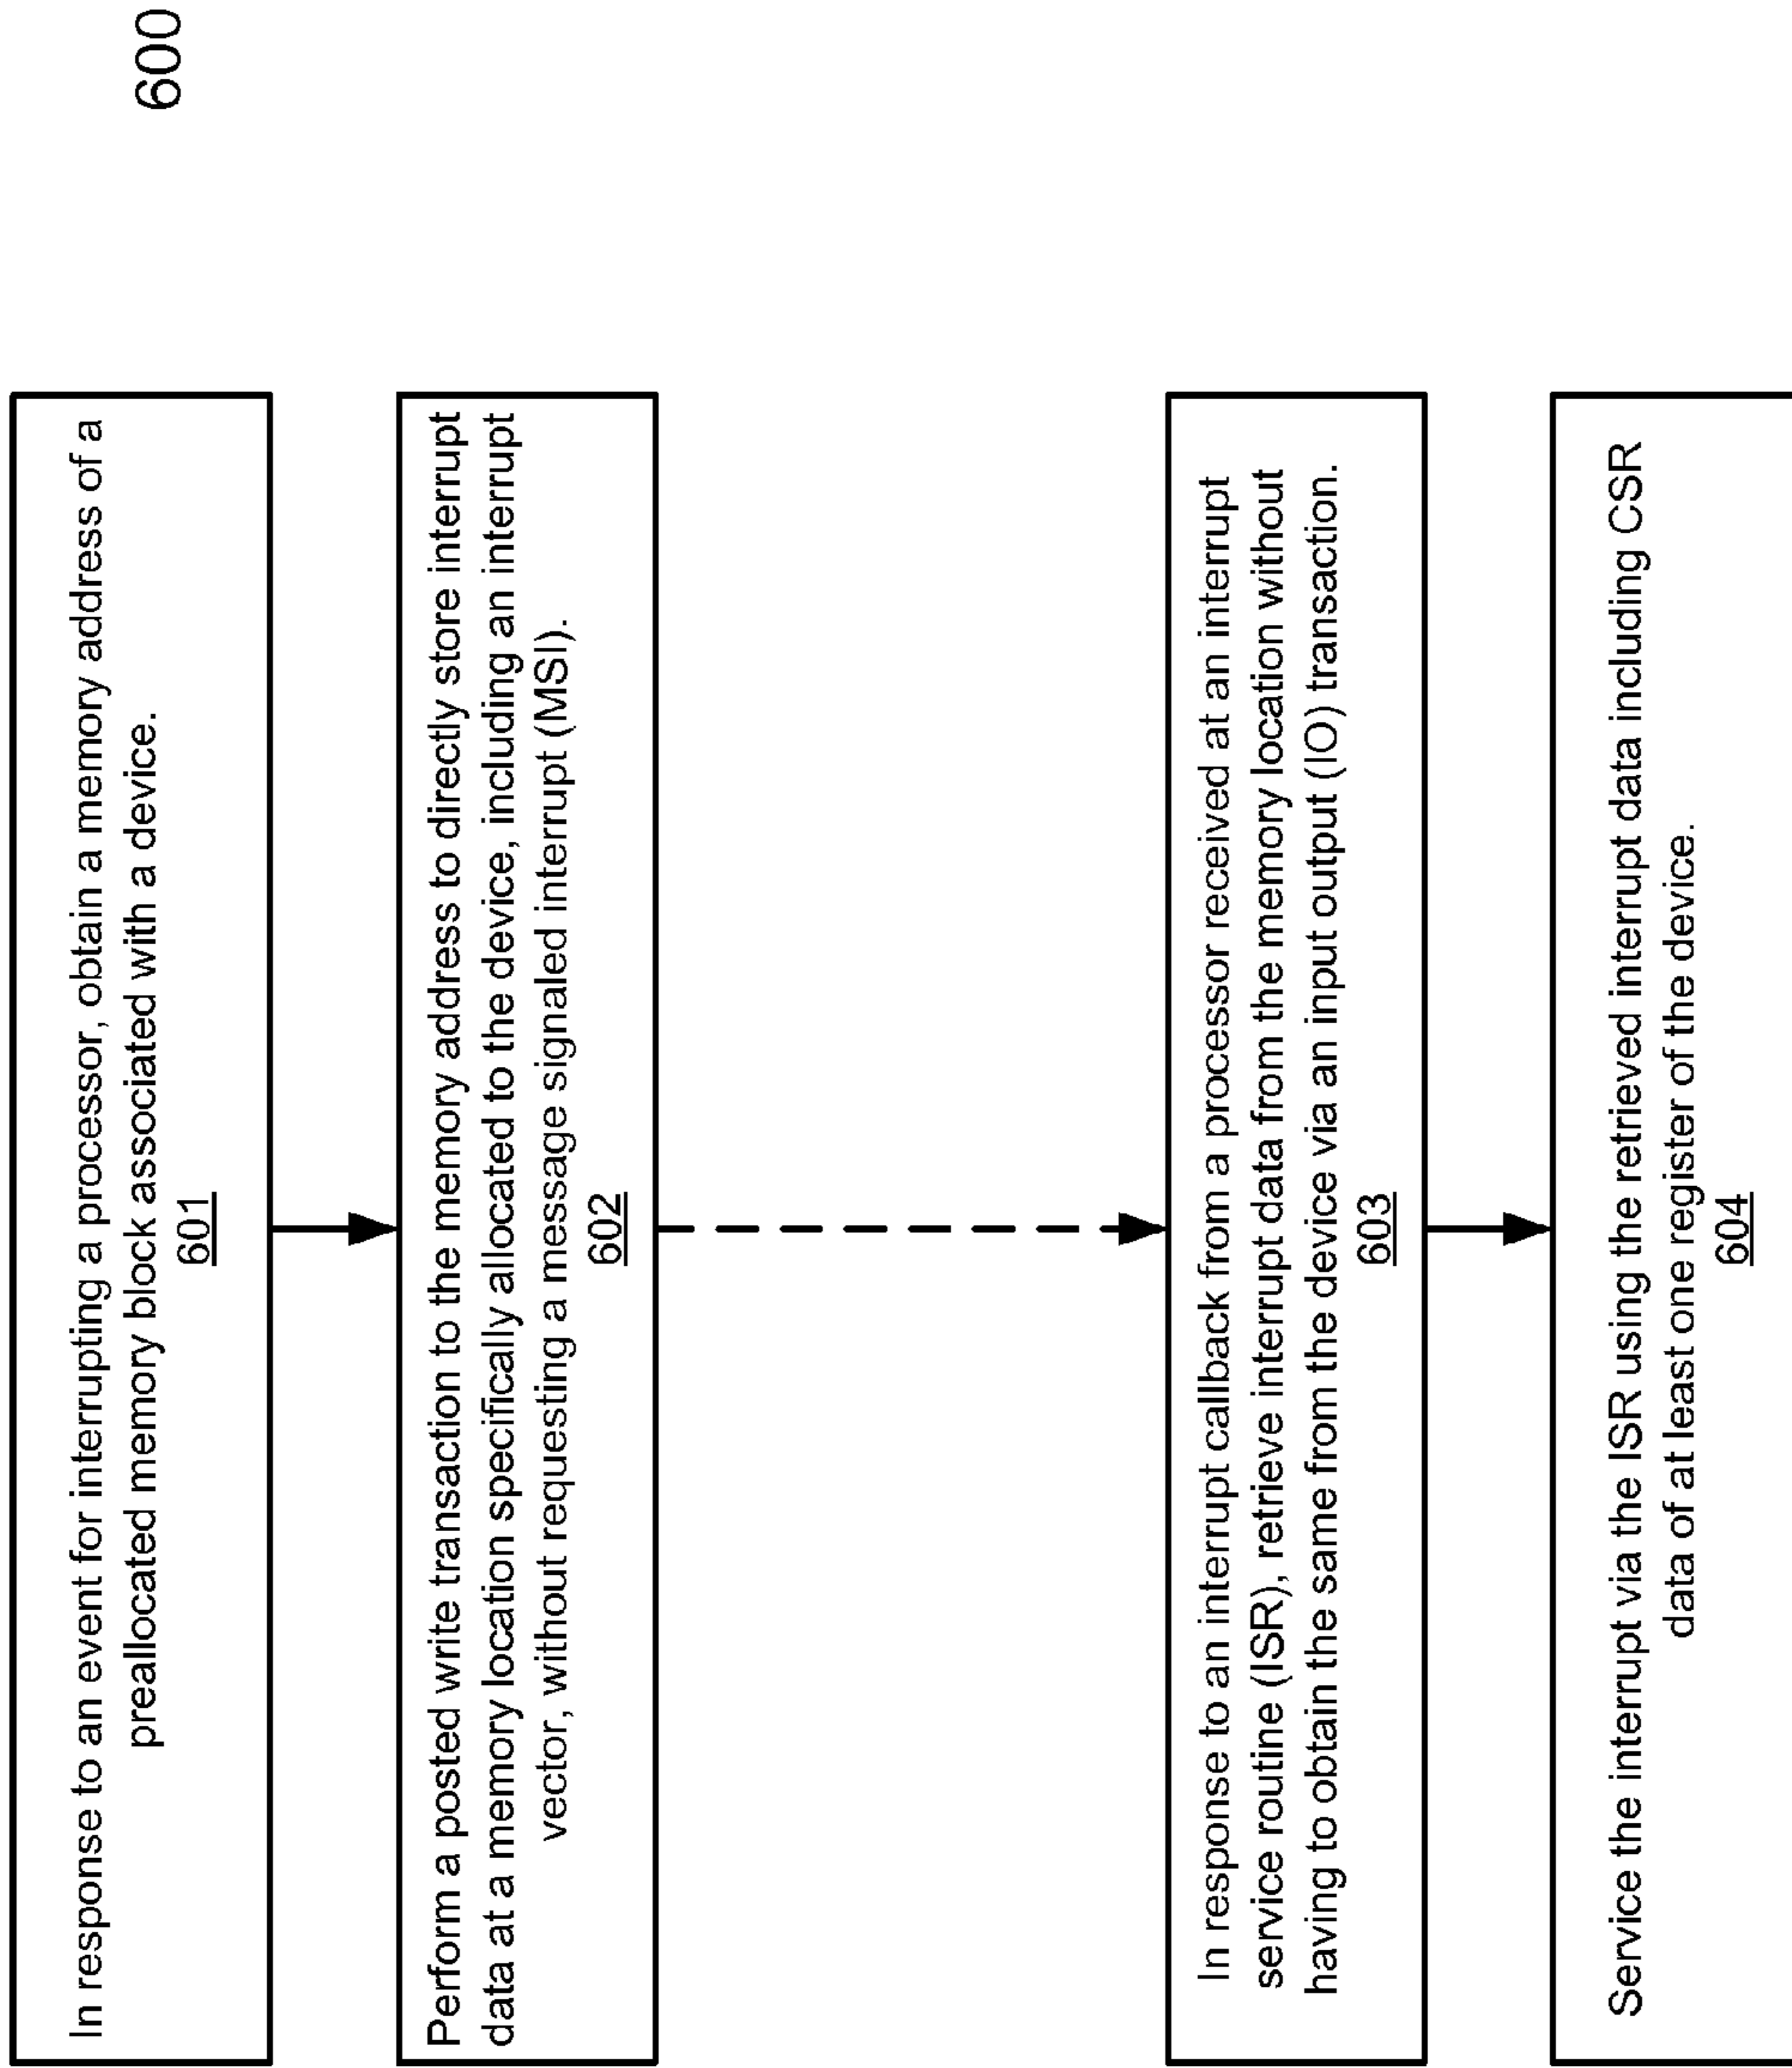 600
In response to an event for interrupting a processor, obtain a memory address of a
preallocated memory block associated with a device.
601
Perform a posted write transaction to the memory address to directly store interrupt
data at a memory location specifically allocated to the device, including an interrupt
vector, without requesting a message signaled interrupt (MSI).
602
In response to an interrupt callback from a processor received at an interrupt
service routine (ISR), retrieve interrupt data from the memory location without
having to obtain the same from the device via an input output (IO) transaction.
603
Service the interrupt via the ISR using the retrieved interrupt data including CSR
data of at least one register of the device.
604